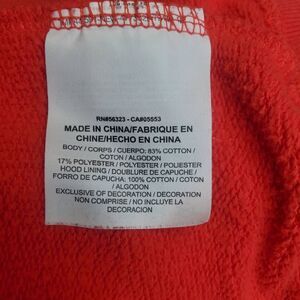 RN#56323 - CA#05553
MADE IN CHINA/FABRIQUE EN
CHINE/HECHO EN CHINA
BODY / CORPS / CUERPO: 83% COTTON /
COTON / ALGODON
17% POLYESTER / POLYESTER / POLIESTER
HOOD LINING / DOUBLURE DE CAPUCHE /
FORRO DE CAPUCHA: 100% COTTON / COTON
/ ALGODON
EXCLUSIVE OF DECORATION / DECORATION
NON COMPRISE / NO INCLUYE LA
DECORACION